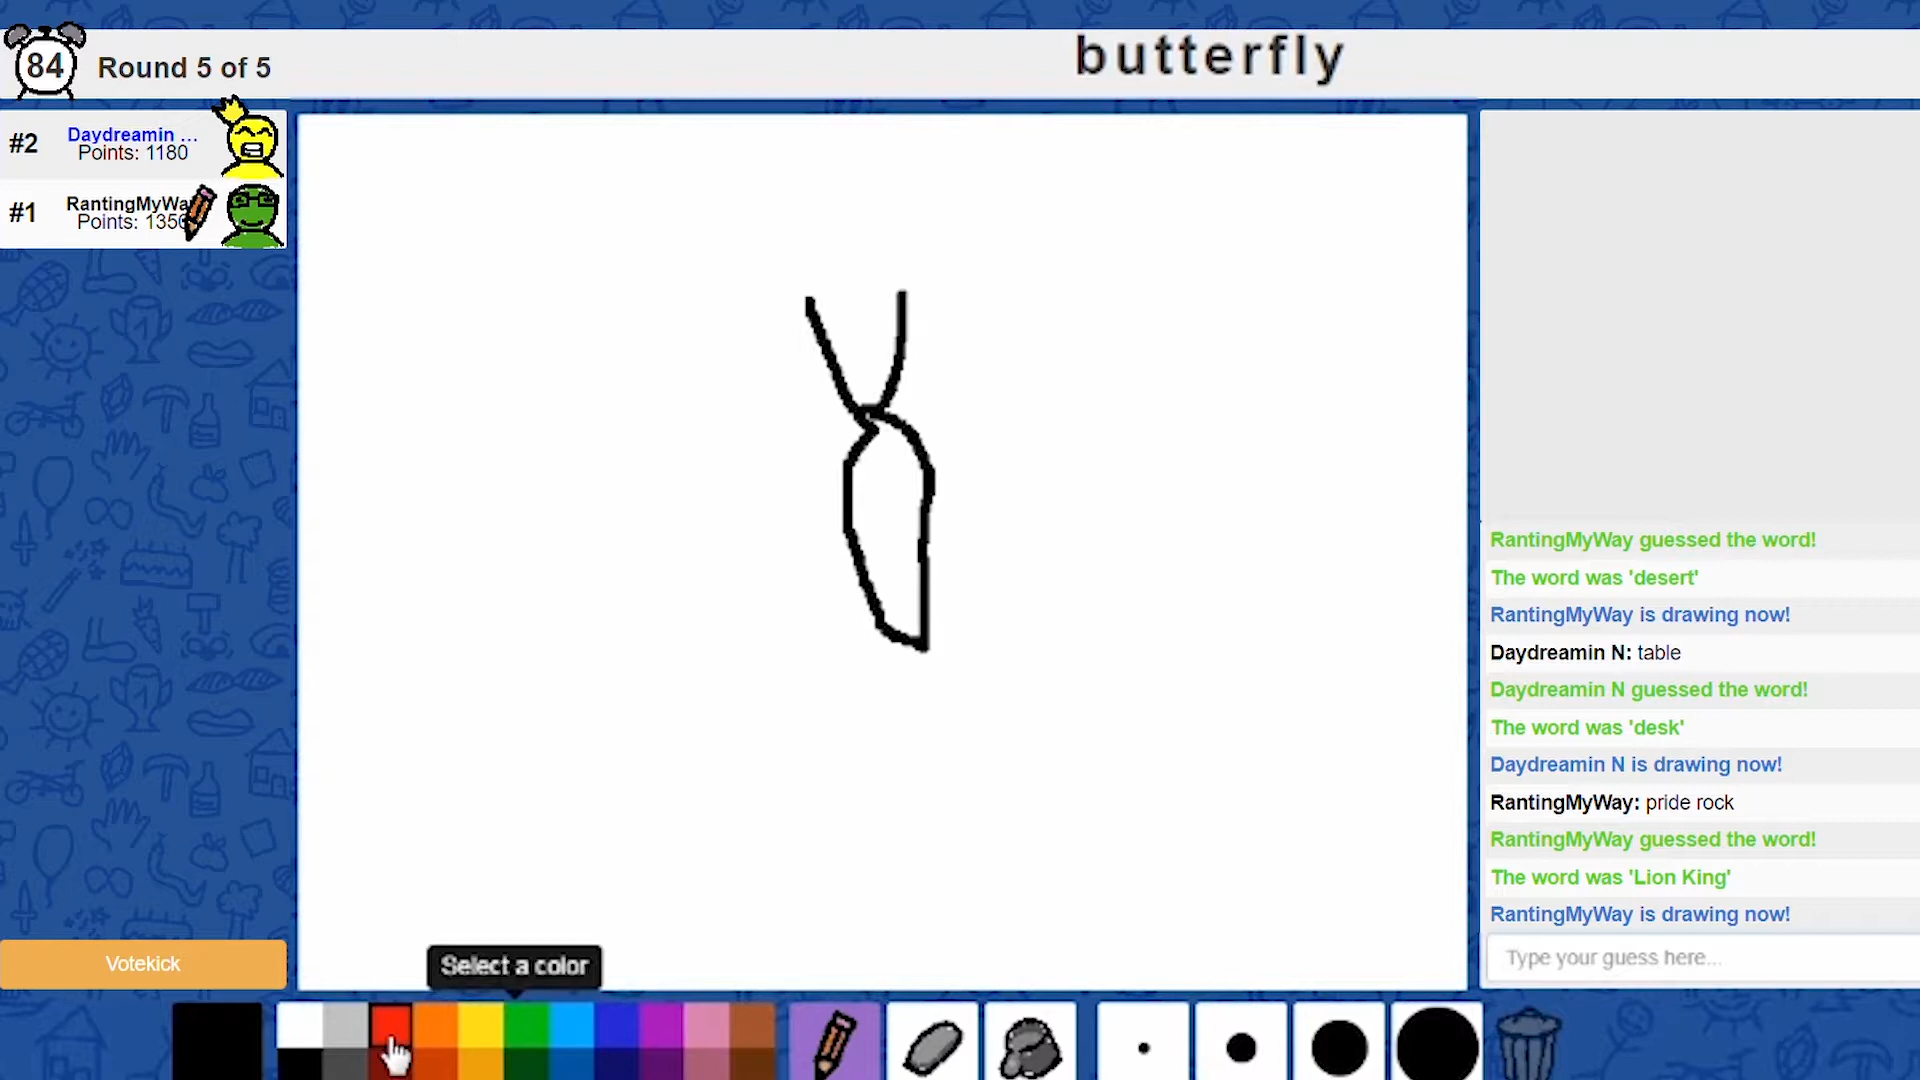 84
Round 5 of 5
butterfly
#2
Daydreamin ...
Points: 1180
#1
RantingMyWa
Points: 1350
RantingMyWay guessed the word!
The word was 'desert'
RantingMyWay is drawing now!
Daydreamin N: table
Daydreamin N guessed the word!
The word was 'desk'
Daydreamin N is drawing now!
RantingMyWay: pride rock
RantingMyWay guessed the word!
The word was 'Lion King'
RantingMyWay is drawing now!
Type your guess here...
Votekick
Select a color